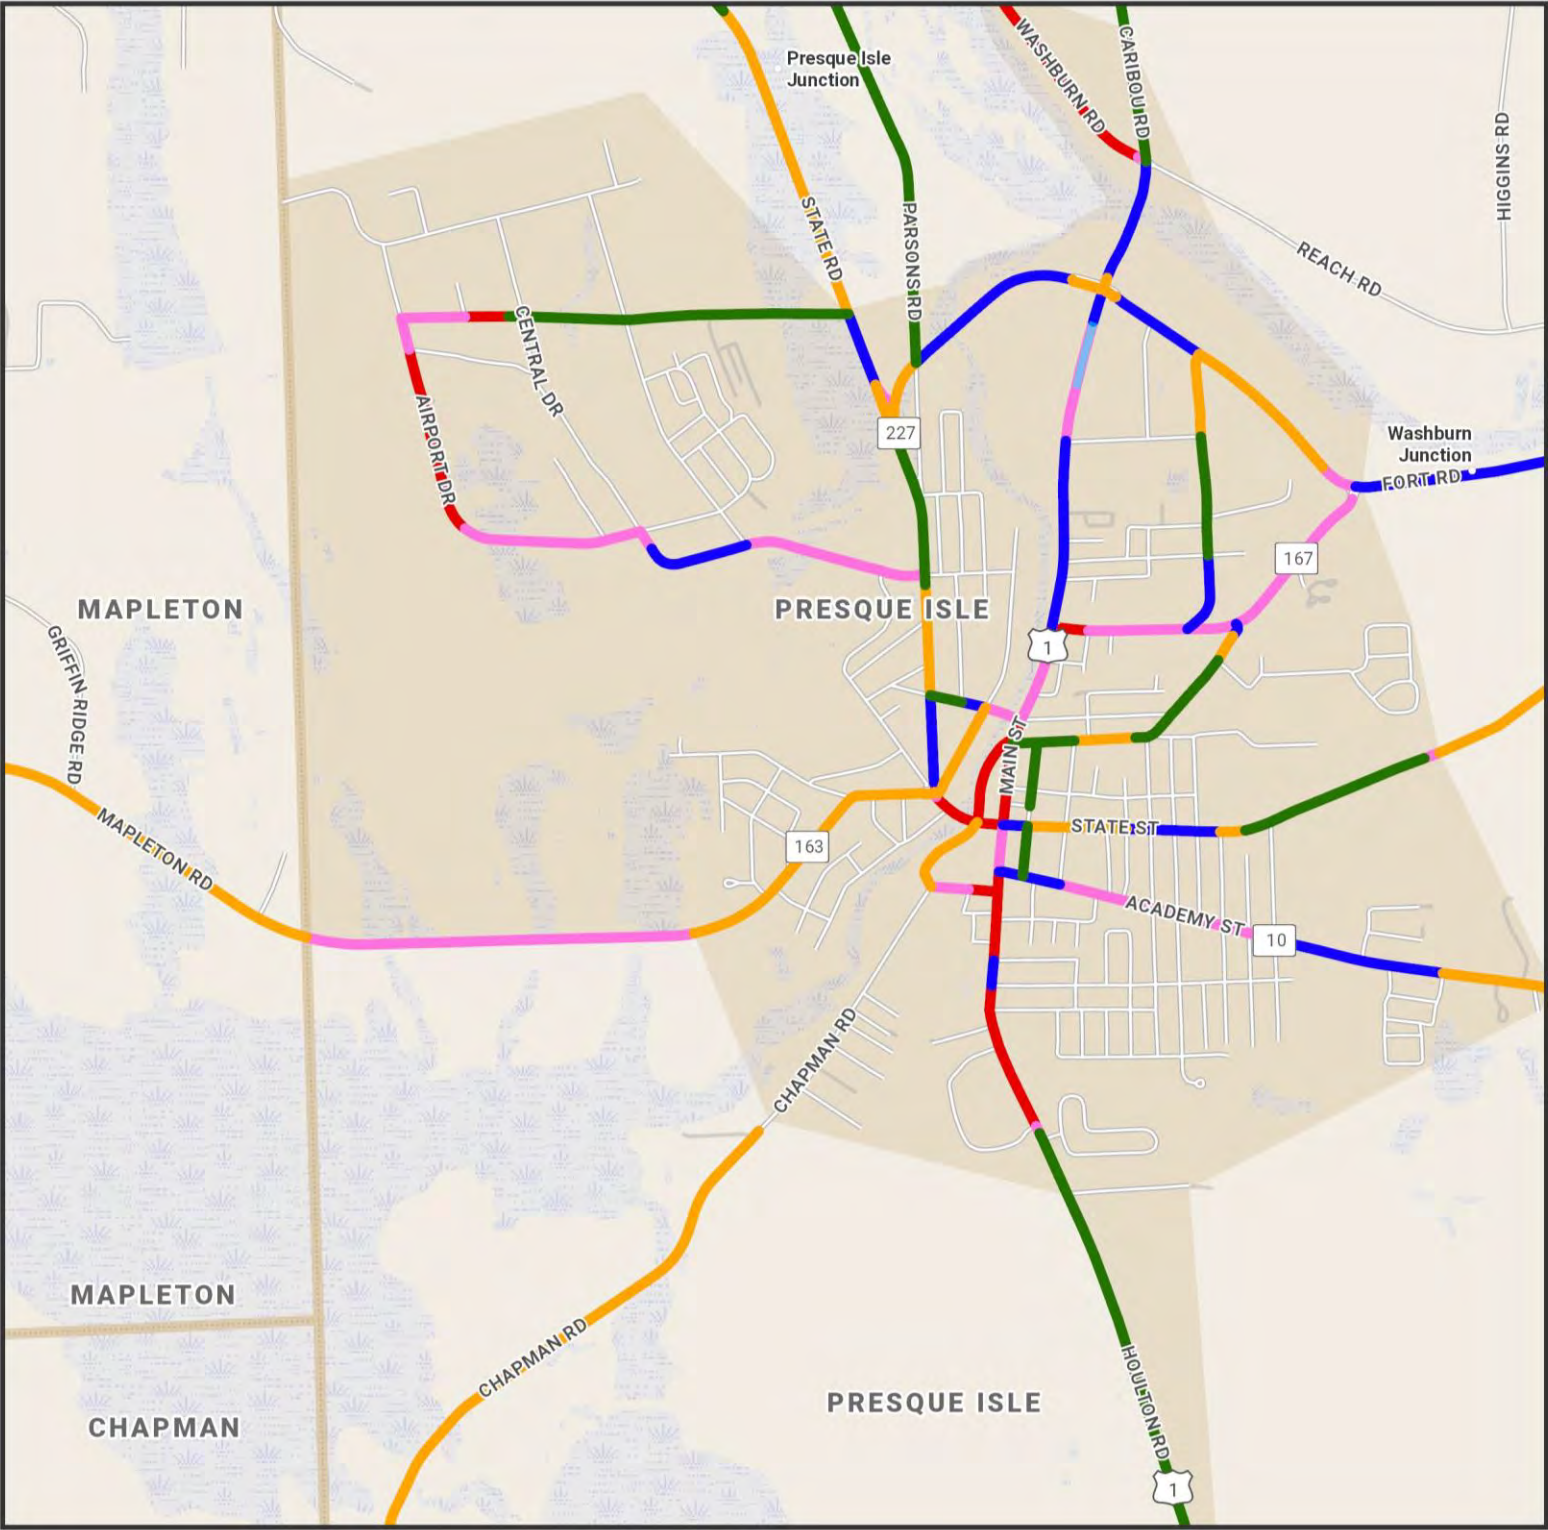 WASHBURN RD
CARIBOU RD
Presque Isle
Junction
HIGGINS RD
STATE RD
PARSONS RD
REACH RD
CENTRAL DR
AIRPORT DR
227
Washburn
Junction
FORT RD
167
MAPLETON
PRESQUE ISLE
1
GRIFFIN RIDGE RD
MAIN ST
MAPLETON RD
163
STATE ST
ACADEMY ST
10
CHAPMAN RD
MAPLETON
CHAPMAN RD
PRESQUE ISLE
CHAPMAN
HOULTON RD
1